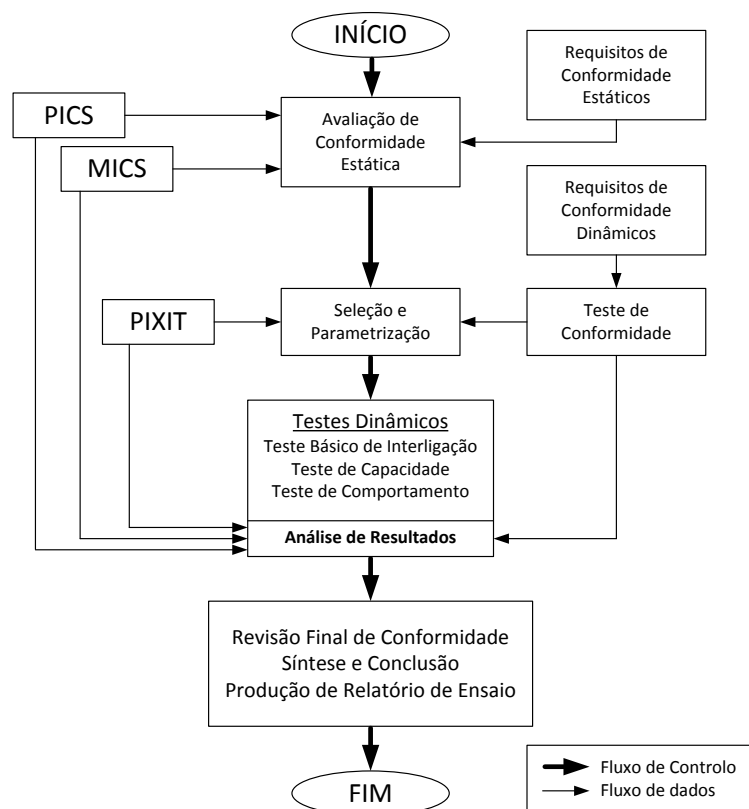 INÍCIO
Requisitos de
Conformidade
Estáticos
PICS
Avaliação de
Conformidade
Estática
MICS
Requisitos de
Conformidade
Dinâmicos
PIXIT
Seleção e
Parametrização
Teste de
Conformidade
Testes Dinâmicos
Teste Básico de Interligação
Teste de Capacidade
Teste de Comportamento
Análise de Resultados
Revisão Final de Conformidade
Síntese e Conclusão
Produção de Relatório de Ensaio
FIM
Fluxo de Controlo
Fluxo de dados